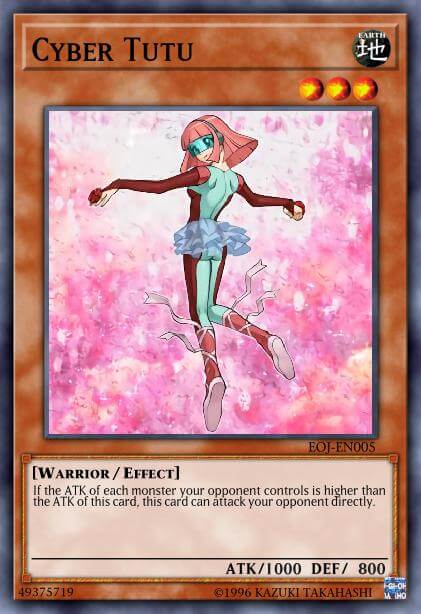 CYBER TUTU
EARTH
地
EOJ-EN005
[WARRIOR / EFFECT]
If the ATK of each monster your opponent controls is higher than
the ATK of this card, this card can attack your opponent directly.
ATK/1000 DEF/ 800
49375719
©1996 KAZUKI TAKAHASHI